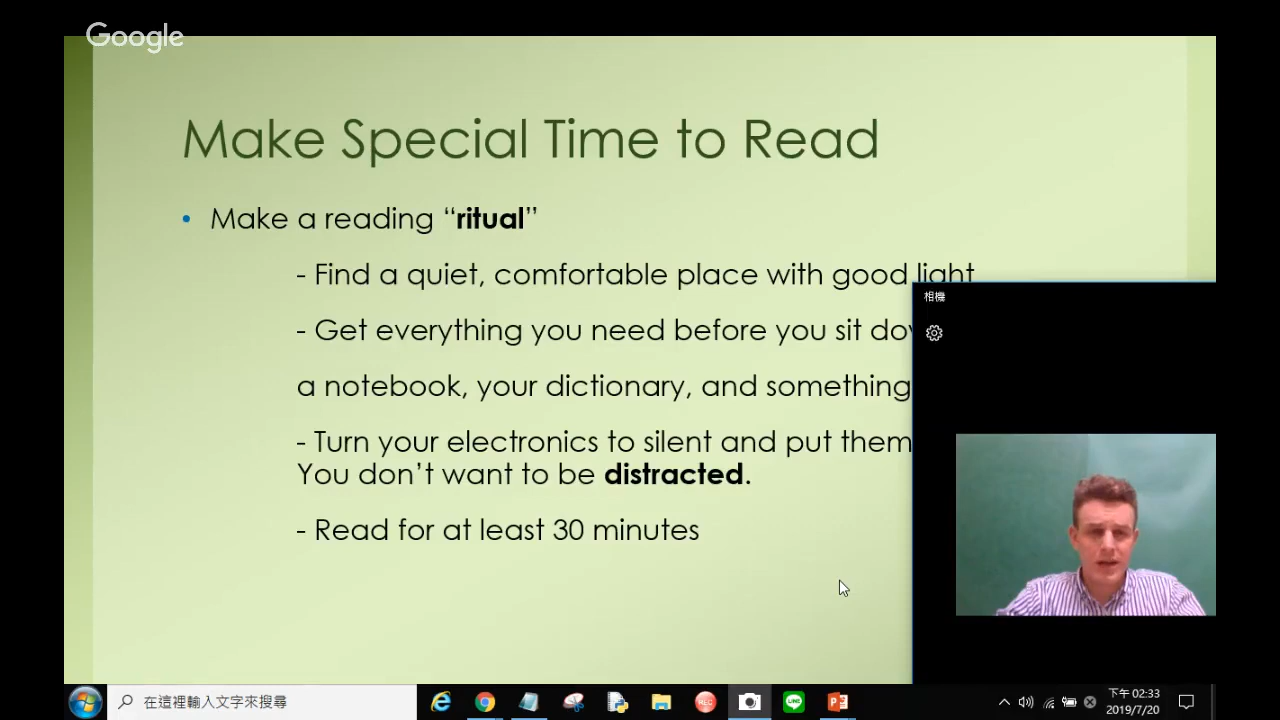 Google
Make Special Time to Read
• Make a reading “ritual”
- Find a quiet, comfortable place with good light
- Get everything you need before you sit
a notebook, your dictionary, and something
- Turn your electronics to silent and put them
You don’t want to be distracted.
- Read for at least 30 minutes
相機
在這裡輸入文字來搜尋
下午 02:33
2019/7/20